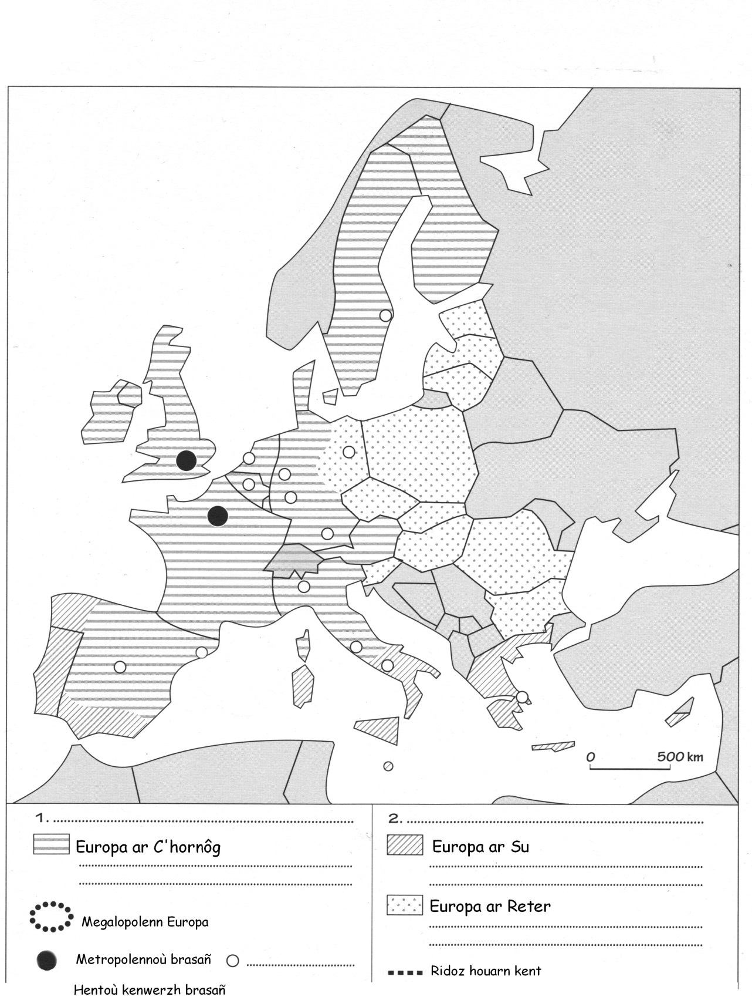 0 500 km
1. ........................................
Europa ar C'hornôg
........................................
........................................
Megalopolenn Europa
Metropolennoù brasañ ....................
Hentoù kenwerzh brasañ
2. ........................................
Europa ar Su
........................................
........................................
Europa ar Reter
........................................
........................................
Ridoz houarn kent